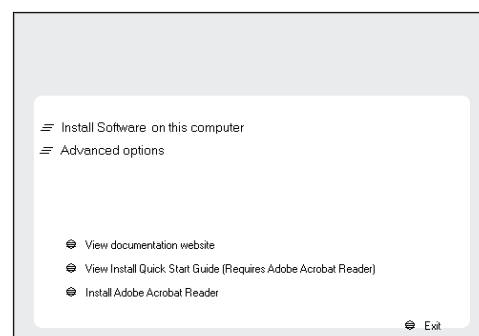 Install Software on this computer
Advanced options
View documentation website
View Install Quick Start Guide (Requires Adobe Acrobat Reader)
Install Adobe Acrobat Reader
Exit